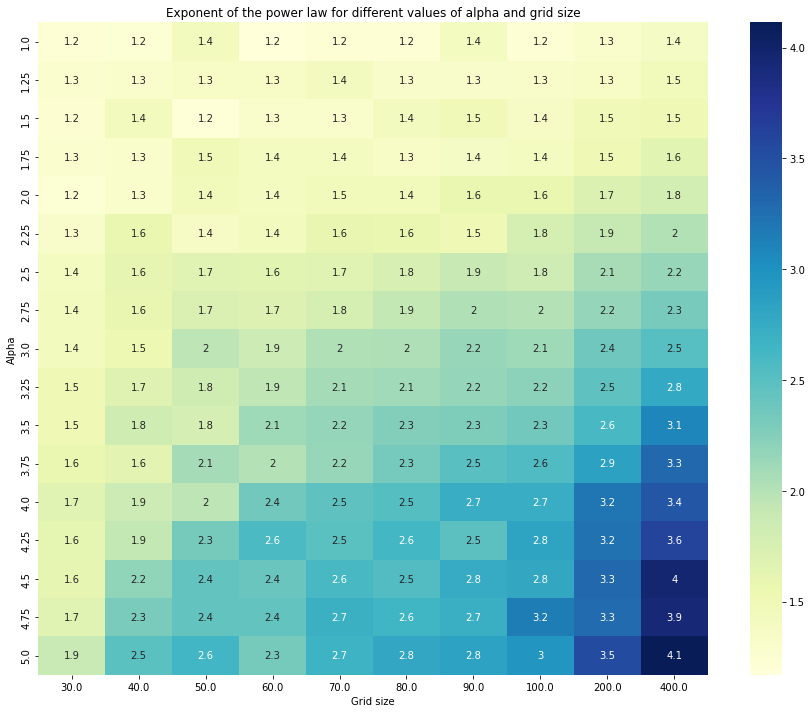 Exponent of the power law for different values of alpha and grid size
1.0 1.2 1.2 1.4 1.2 1.2 1.2 1.4 1.2 1.3 1.4
1.25 1.3 1.3 1.3 1.3 1.4 1.3 1.3 1.3 1.3 1.5
1.5 1.2 1.4 1.2 1.3 1.3 1.4 1.5 1.4 1.5 1.5
1.75 1.3 1.3 1.5 1.4 1.4 1.3 1.4 1.4 1.5 1.6
2.0 1.2 1.3 1.4 1.4 1.5 1.4 1.6 1.6 1.7 1.8
2.25 1.3 1.6 1.4 1.4 1.6 1.6 1.5 1.8 1.9 2
2.5 1.4 1.6 1.7 1.6 1.7 1.8 1.9 1.8 2.1 2.2
2.75 1.4 1.6 1.7 1.7 1.8 1.9 2 2 2.2 2.3
Alpha
3.0 1.4 1.5 2 1.9 2 2 2.2 2.1 2.4 2.5
3.25 1.5 1.7 1.8 1.9 2.1 2.1 2.2 2.2 2.5 2.8
3.5 1.5 1.8 1.8 2.1 2.2 2.3 2.3 2.3 2.6 3.1
3.75 1.6 1.6 2.1 2 2.2 2.3 2.5 2.6 2.9 3.3
4.0 1.7 1.9 2 2.4 2.5 2.5 2.7 2.7 3.2 3.4
4.25 1.6 1.9 2.3 2.6 2.5 2.6 2.5 2.8 3.2 3.6
4.5 1.6 2.2 2.4 2.4 2.6 2.5 2.8 2.8 3.3 4
4.75 1.7 2.3 2.4 2.4 2.7 2.6 2.7 3.2 3.3 3.9
5.0 1.9 2.5 2.6 2.3 2.7 2.8 2.8 3 3.5 4.1
30.0 40.0 50.0 60.0 70.0 80.0 90.0 100.0 200.0 400.0
Grid size
4.0
3.5
3.0
2.5
2.0
1.5